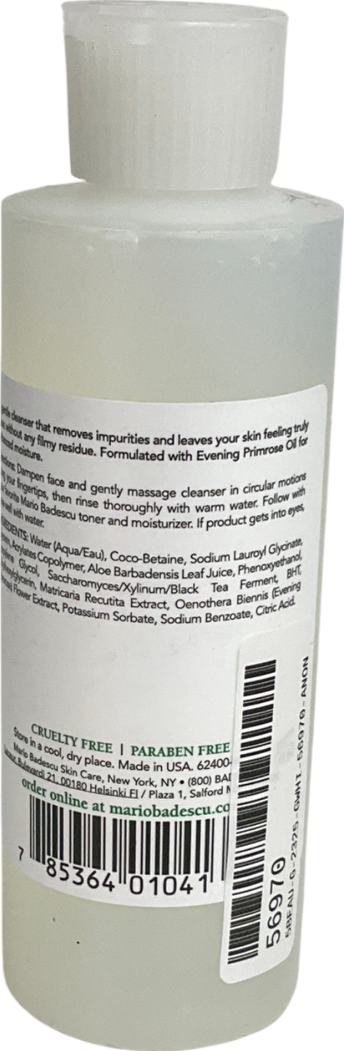 gentle cleanser that removes impurities and leaves your skin feeling truly
without any filmy residue. Formulated with Evening Primrose Oil for
moisture.
Dampen face and gently massage cleanser in circular motions
fingertips, then rinse thoroughly with warm water. Follow with
favorite Mario Badescu toner and moisturizer. If product gets into eyes,
well with water.
Water (Aqua/Eau), Coco-Betaine, Sodium Lauroyl Glycinate,
Acrylates Copolymer, Aloe Barbadensis Leaf Juice, Phenoxyethanol,
Glycol, Saccharomyces/Xylinum/Black Tea Ferment, BHT,
Matricaria Recutita Extract, Oenothera Biennis (Evening
Flower Extract, Potassium Sorbate, Sodium Benzoate, Citric Acid.
CRUELTY FREE | PARABEN FREE
Store in a cool, dry place. Made in USA. 62400-
Mario Badescu Skin Care, New York, NY • (800) BAD
21, 00180 Helsinki FI / Plaza 1, Salford
order online at mariobadescu.co
7 85364 01041
56970